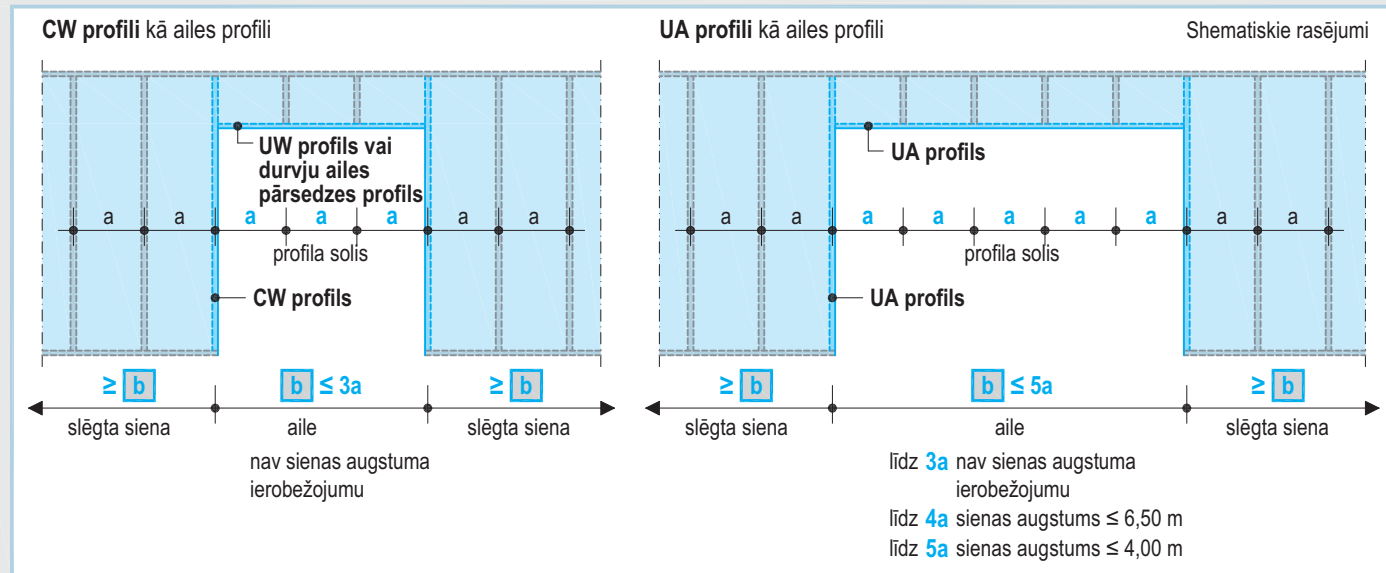 CW profili kā ailes profili
UW profils vai
durvju ailes
pārsedzes profils
a a a a a a a
profila solis
CW profils
≥ b b ≤ 3a ≥ b
slēgta siena aile slēgta siena
nav sienas augstuma
ierobežojumu
UA profili kā ailes profili
Shematiskie rasējumi
UA profils
a a a a a a a a a
profila solis
UA profils
≥ b b ≤ 5a ≥ b
slēgta siena aile slēgta siena
līdz 3a nav sienas augstuma
ierobežojumu
līdz 4a sienas augstums ≤ 6,50 m
līdz 5a sienas augstums ≤ 4,00 m